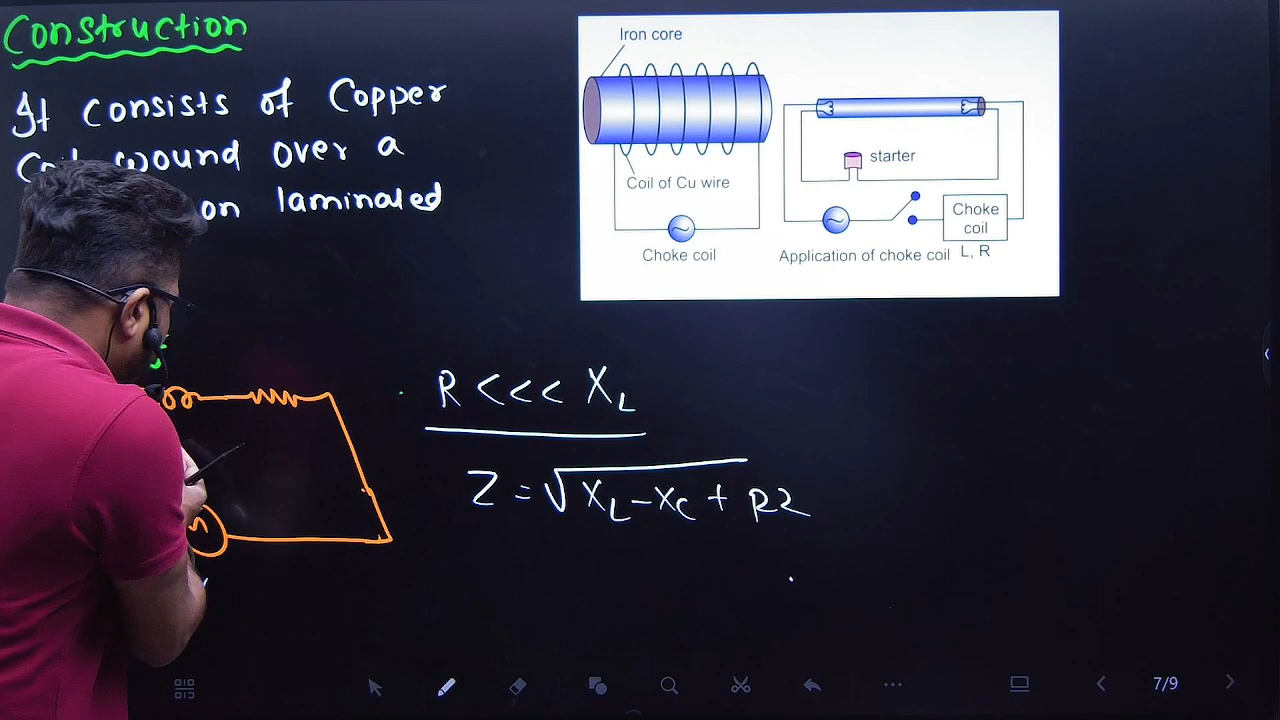 Construction
It consists of Copper
wound over a
on laminated
Iron core
Coil of Cu wire
Choke coil
starter
Choke
coil
L, R
Application of choke coil
R <<< XL
Z = √XL-XC + R2
7/9